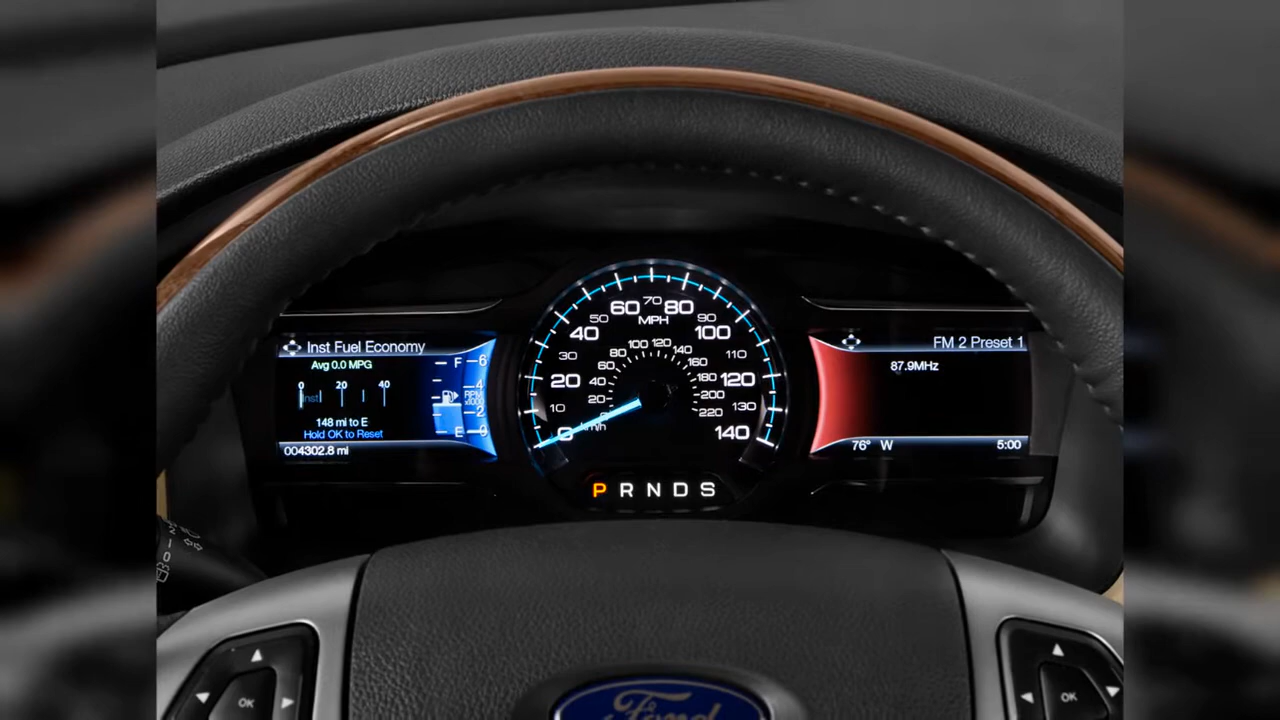 Inst Fuel Economy
Avg 0.0 MPG
0 20 40
Inst
148 mi to E
Hold OK to Reset
004302.8 mi
F 6
4
RPM
x1000
2
E 0
0 10 20 30 40 50 60 70 80 90 100 110 120 130 140
MPH
0 20 40 60 80 100 120 140 160 180 200 220
km/h
P R N D S
FM 2 Preset 1
87.9MHz
76° W 5:00
OK
OK
Ford